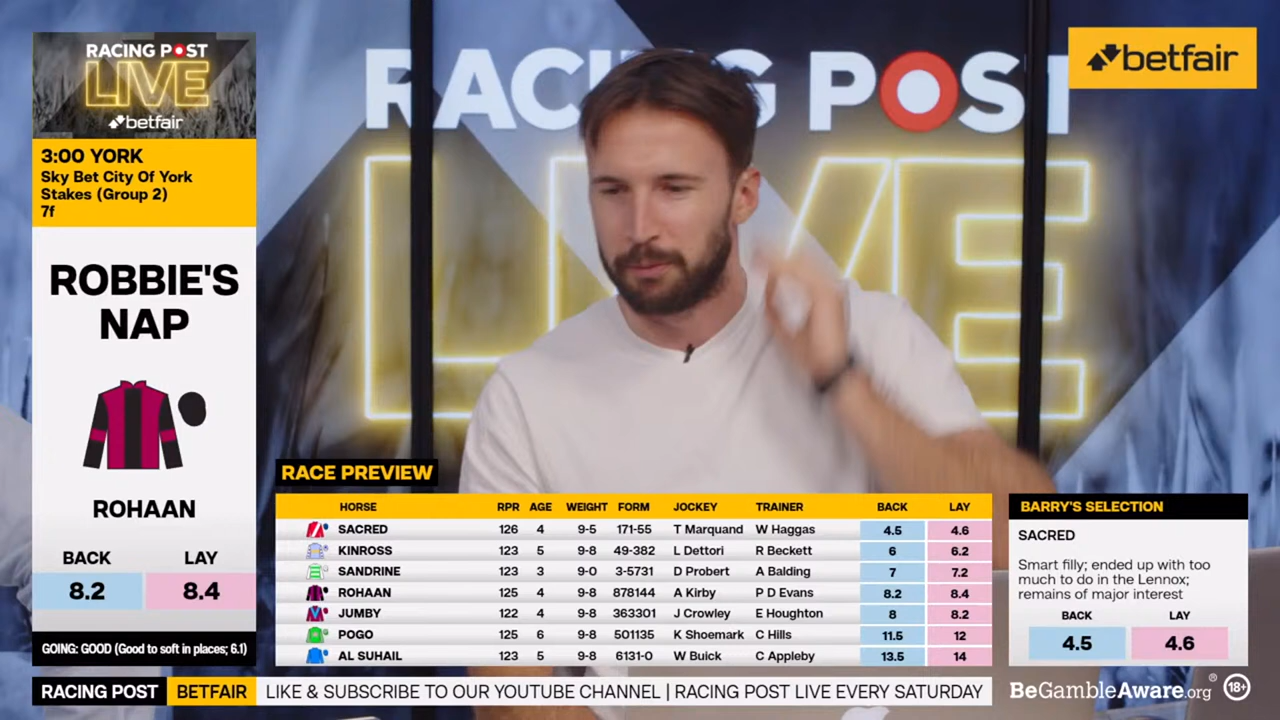 RACING POST
LIVE
betfair
3:00 YORK
Sky Bet City Of York
Stakes (Group 2)
7f
ROBBIE'S
NAP
ROHAAN
BACK LAY
8.2 8.4
GOING: GOOD (Good to soft in places; 6.1)
RACING POST
LIVE
betfair
RACE PREVIEW
HORSE RPR AGE WEIGHT FORM JOCKEY TRAINER BACK LAY
SACRED 126 4 9-5 171-55 T Marquand W Haggas 4.5 4.6
KINROSS 123 5 9-8 49-382 L Dettori R Beckett 6 6.2
SANDRINE 123 3 9-0 3-5731 D Probert A Balding 7 7.2
ROHAAN 125 4 9-8 878144 A Kirby P D Evans 8.2 8.4
JUMBY 122 4 9-8 363301 J Crowley E Houghton 8 8.2
POGO 125 6 9-8 501135 K Shoemark C Hills 11.5 12
AL SUHAIL 123 5 9-8 6131-0 W Buick C Appleby 13.5 14
BARRY'S SELECTION
SACRED
Smart filly; ended up with too
much to do in the Lennox;
remains of major interest
BACK LAY
4.5 4.6
RACING POST BETFAIR LIKE & SUBSCRIBE TO OUR YOUTUBE CHANNEL | RACING POST LIVE EVERY SATURDAY
BeGambleAware.org® 18+